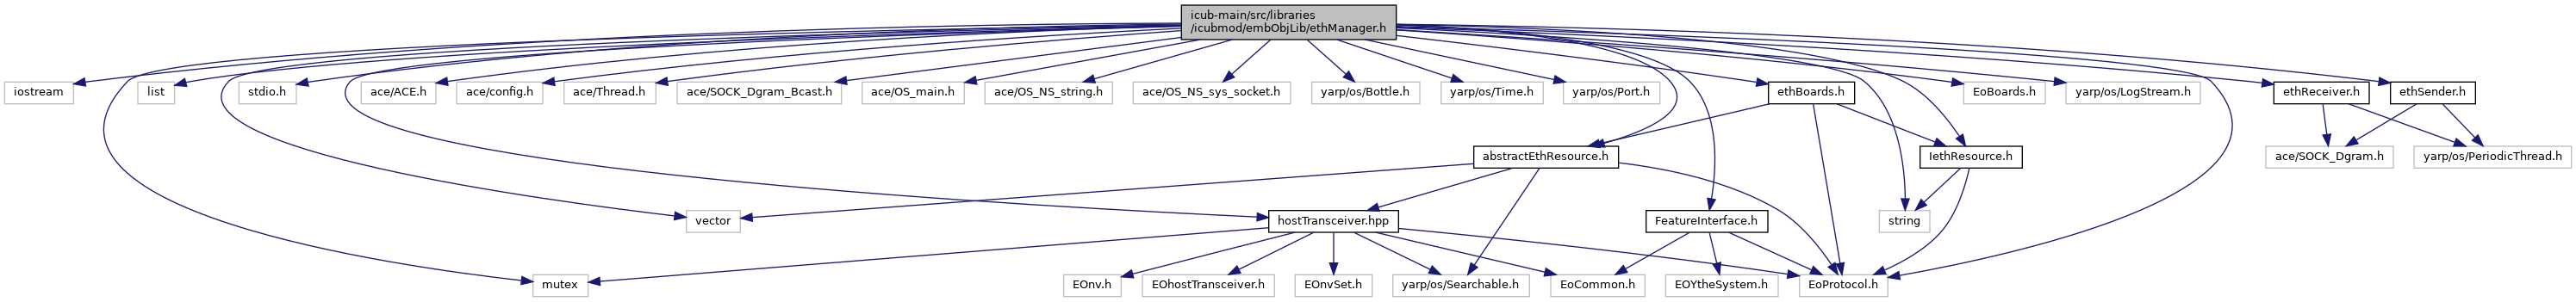 icub-main/src/libraries
/icubmod/embObjLib/ethManager.h
iostream
list
stdio.h
ace/ACE.h
ace/config.h
ace/Thread.h
ace/SOCK_Dgram_Bcast.h
ace/OS_main.h
ace/OS_NS_string.h
ace/OS_NS_sys_socket.h
yarp/os/Bottle.h
yarp/os/Time.h
yarp/os/Port.h
ethBoards.h
EoBoards.h
yarp/os/LogStream.h
ethReceiver.h
ethSender.h
abstractEthResource.h
IethResource.h
ace/SOCK_Dgram.h
yarp/os/PeriodicThread.h
vector
hostTransceiver.hpp
FeatureInterface.h
string
mutex
EOnv.h
EOhostTransceiver.h
EOnvSet.h
yarp/os/Searchable.h
EoCommon.h
EOYtheSystem.h
EoProtocol.h